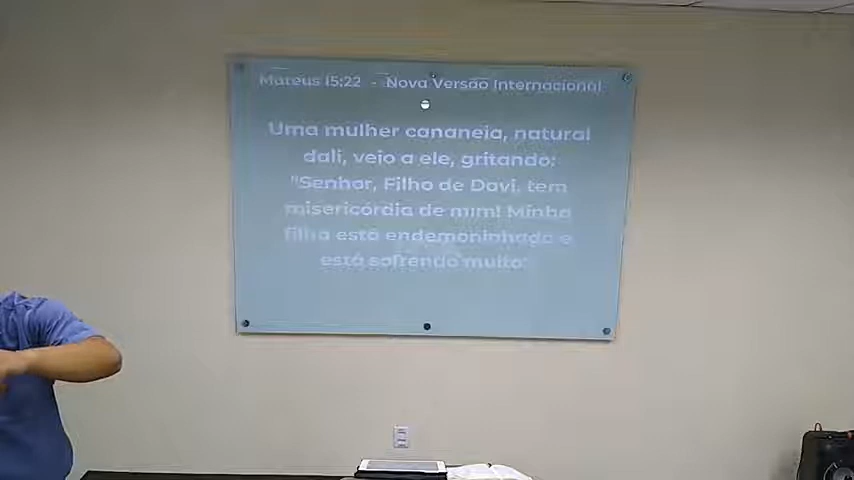 Mateus 15:22 - Nova Versão Internacional
Uma mulher cananeia, natural
dali, veio a ele, gritando:
"Senhor, Filho de Davi, tem
misericórdia de mim! Minha
filha está endemoninhada e
está sofrendo muito"